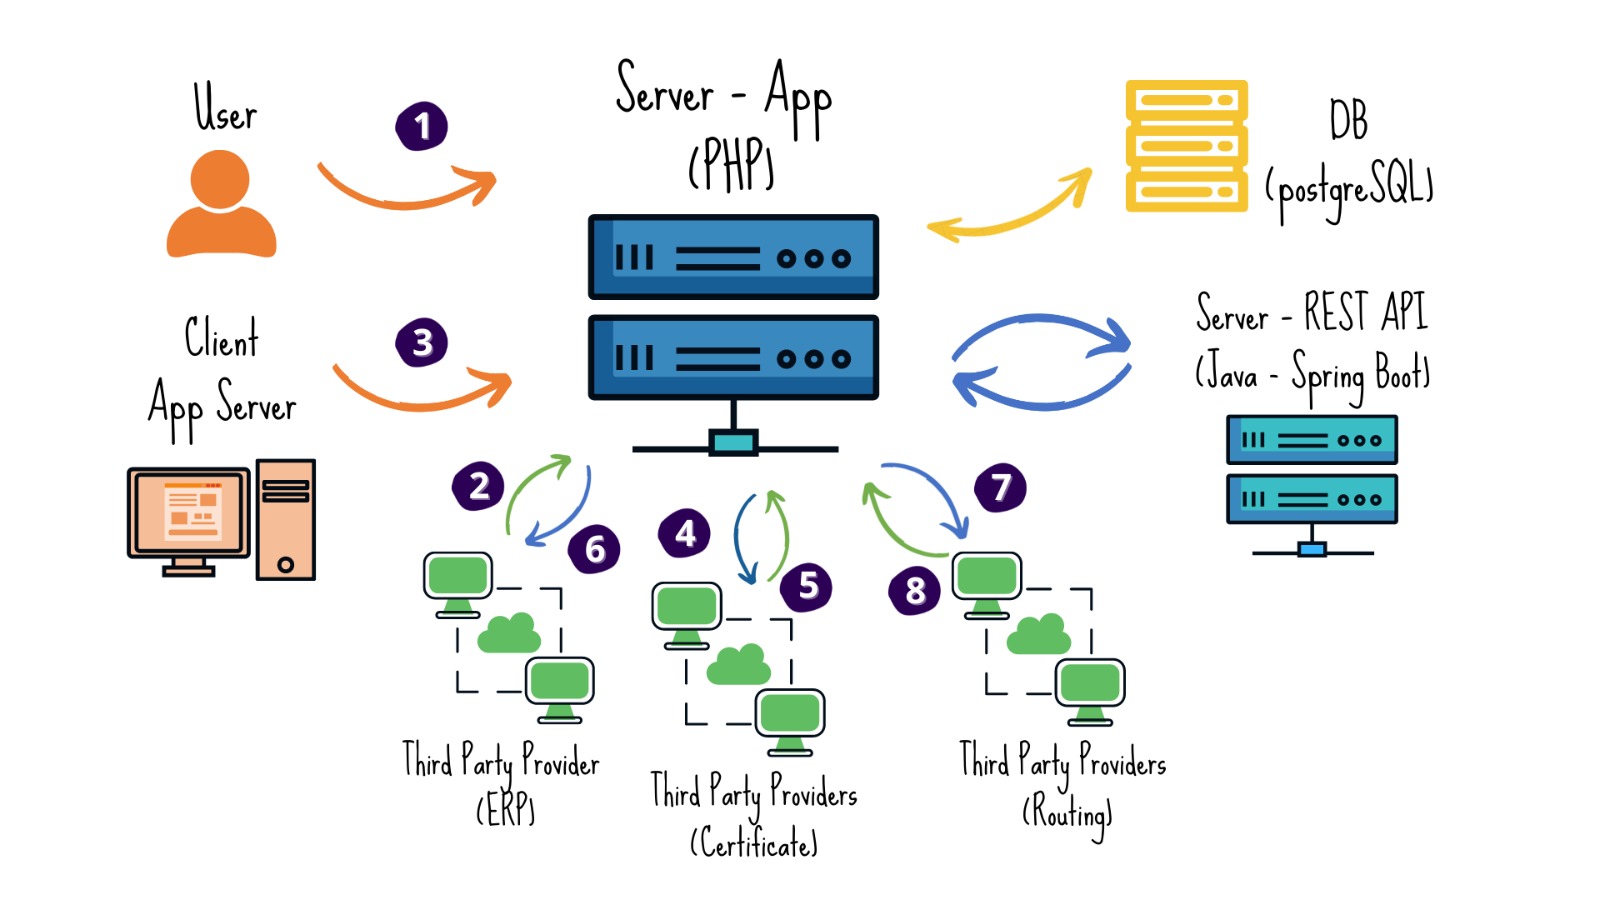 User
1
Server - App
(PHP)
DB
(postgreSQL)
Client
App Server
3
Server - REST API
(Java - Spring Boot)
2
6
4
5
7
8
Third Party Provider
(ERP)
Third Party Providers
(Certificate)
Third Party Providers
(Routing)